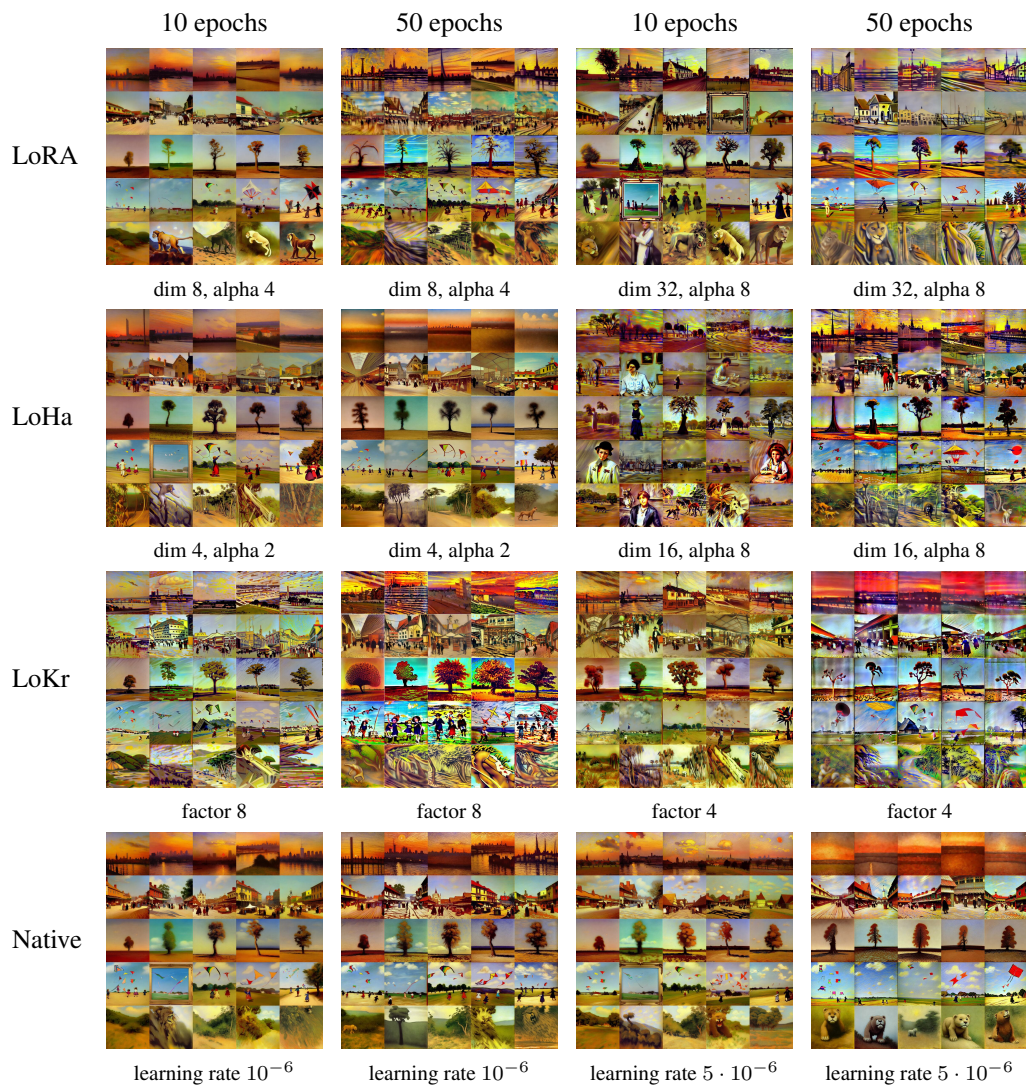 10 epochs 50 epochs 10 epochs 50 epochs
LoRA
dim 8, alpha 4 dim 8, alpha 4 dim 32, alpha 8 dim 32, alpha 8
LoHa
dim 4, alpha 2 dim 4, alpha 2 dim 16, alpha 8 dim 16, alpha 8
LoKr
factor 8 factor 8 factor 4 factor 4
Native
learning rate 10⁻⁶ learning rate 10⁻⁶ learning rate 5 · 10⁻⁶ learning rate 5 · 10⁻⁶